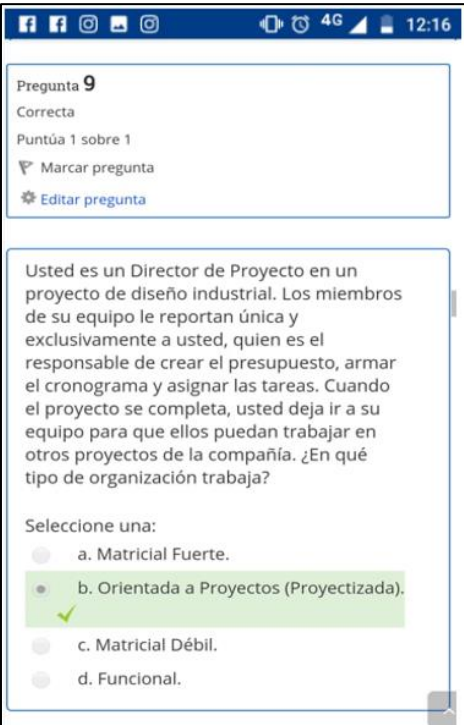 4G 12:16
Pregunta 9
Correcta
Puntúa 1 sobre 1
Marcar pregunta
Editar pregunta
Usted es un Director de Proyecto en un
proyecto de diseño industrial. Los miembros
de su equipo le reportan única y
exclusivamente a usted, quien es el
responsable de crear el presupuesto, armar
el cronograma y asignar las tareas. Cuando
el proyecto se completa, usted deja ir a su
equipo para que ellos puedan trabajar en
otros proyectos de la compañía. ¿En qué
tipo de organización trabaja?
Seleccione una:
a. Matricial Fuerte.
b. Orientada a Proyectos (Proyectizada).
c. Matricial Débil.
d. Funcional.